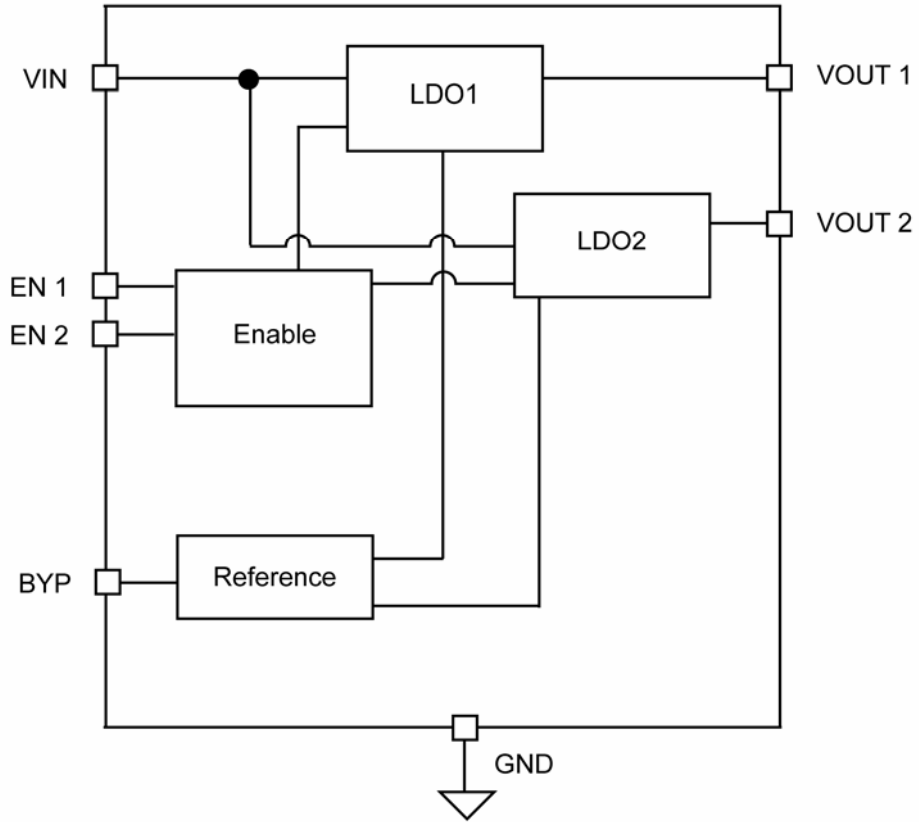 VIN
LDO1
VOUT 1
LDO2
VOUT 2
EN 1
EN 2
Enable
BYP
Reference
GND